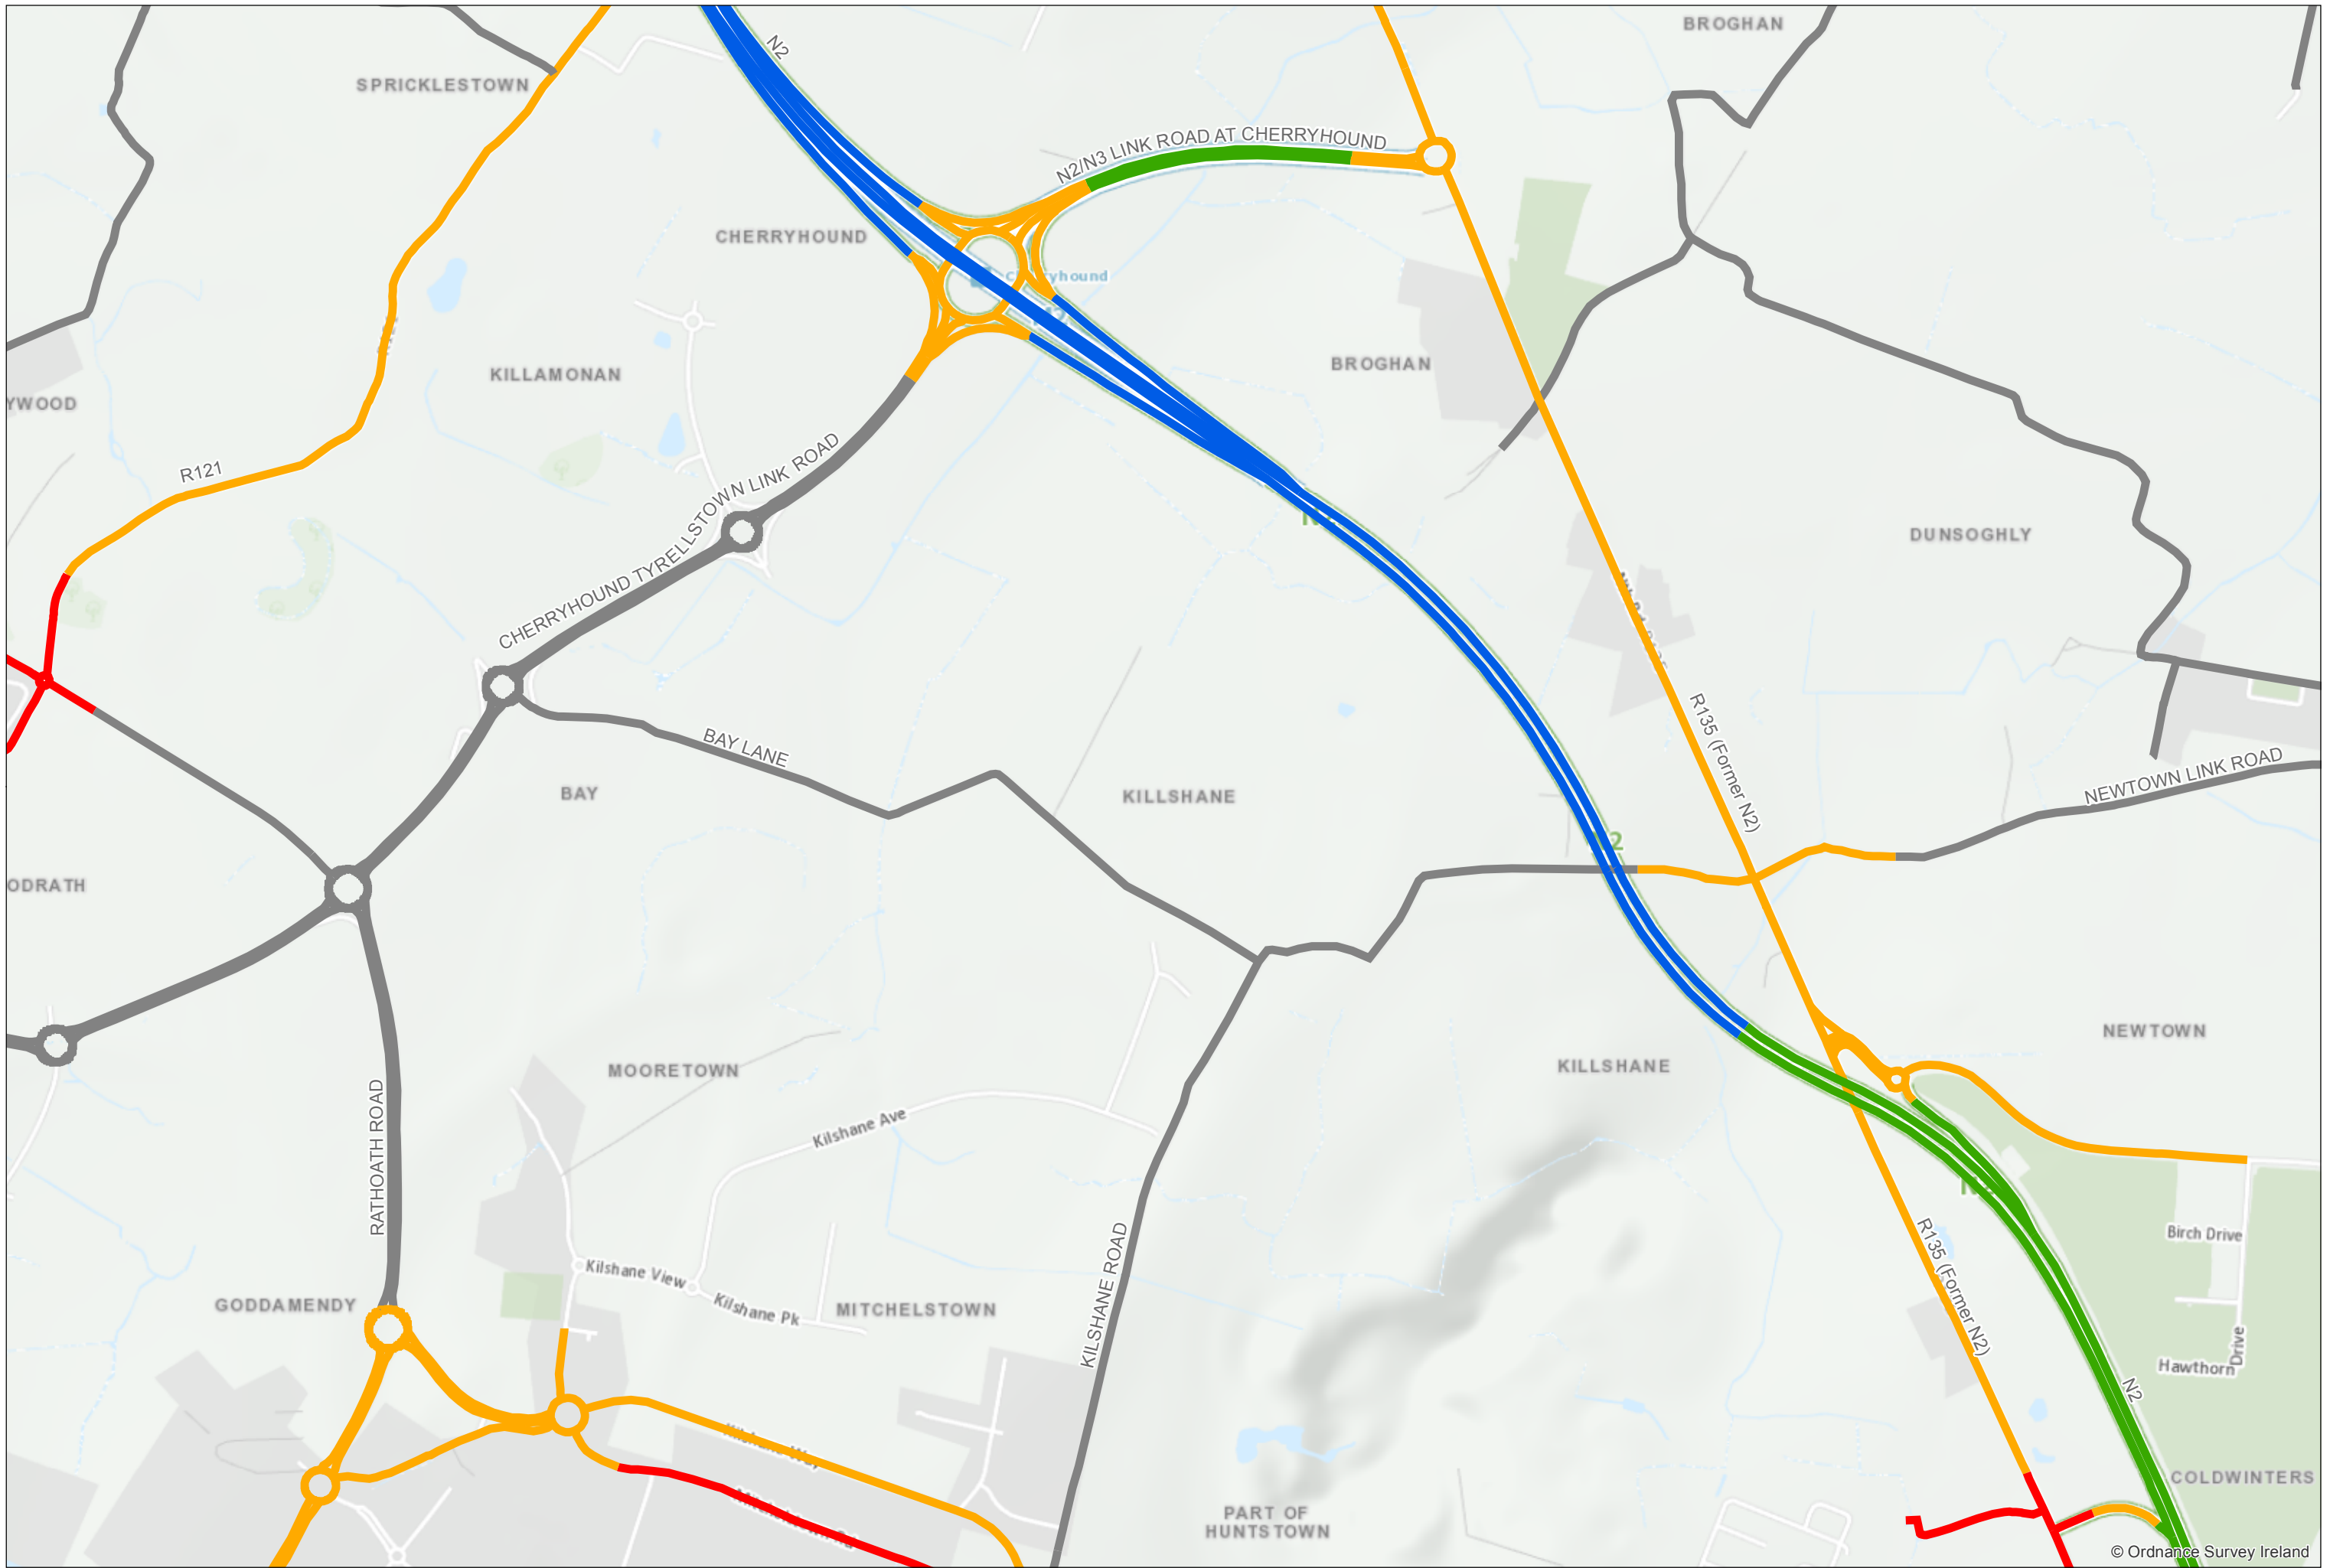 BROGHAN
N2
SPRICKLESTOWN
N2/N3 LINK ROAD AT CHERRYHOUND
CHERRYHOUND
BROGHAN
KILLAMONAN
YWOOD
R121
CHERRYHOUND TYRELLSTOWN LINK ROAD
DUNSOGHLY
R135 (Former N2)
BAY LANE
NEWTOWN LINK ROAD
BAY
KILLSHANE
ODRATH
NEWTOWN
MOORETOWN
KILLSHANE
Kilshane Ave
RATHOATH ROAD
Birch Drive
KILSHANE ROAD
R135 (Former N2)
Kilshane View
GODDAMENDY
Kilshane Pk
MITCHELSTOWN
Hawthorn
Drive
N2
COLDWINTERS
PART OF
HUNTSTOWN
© Ordnance Survey Ireland